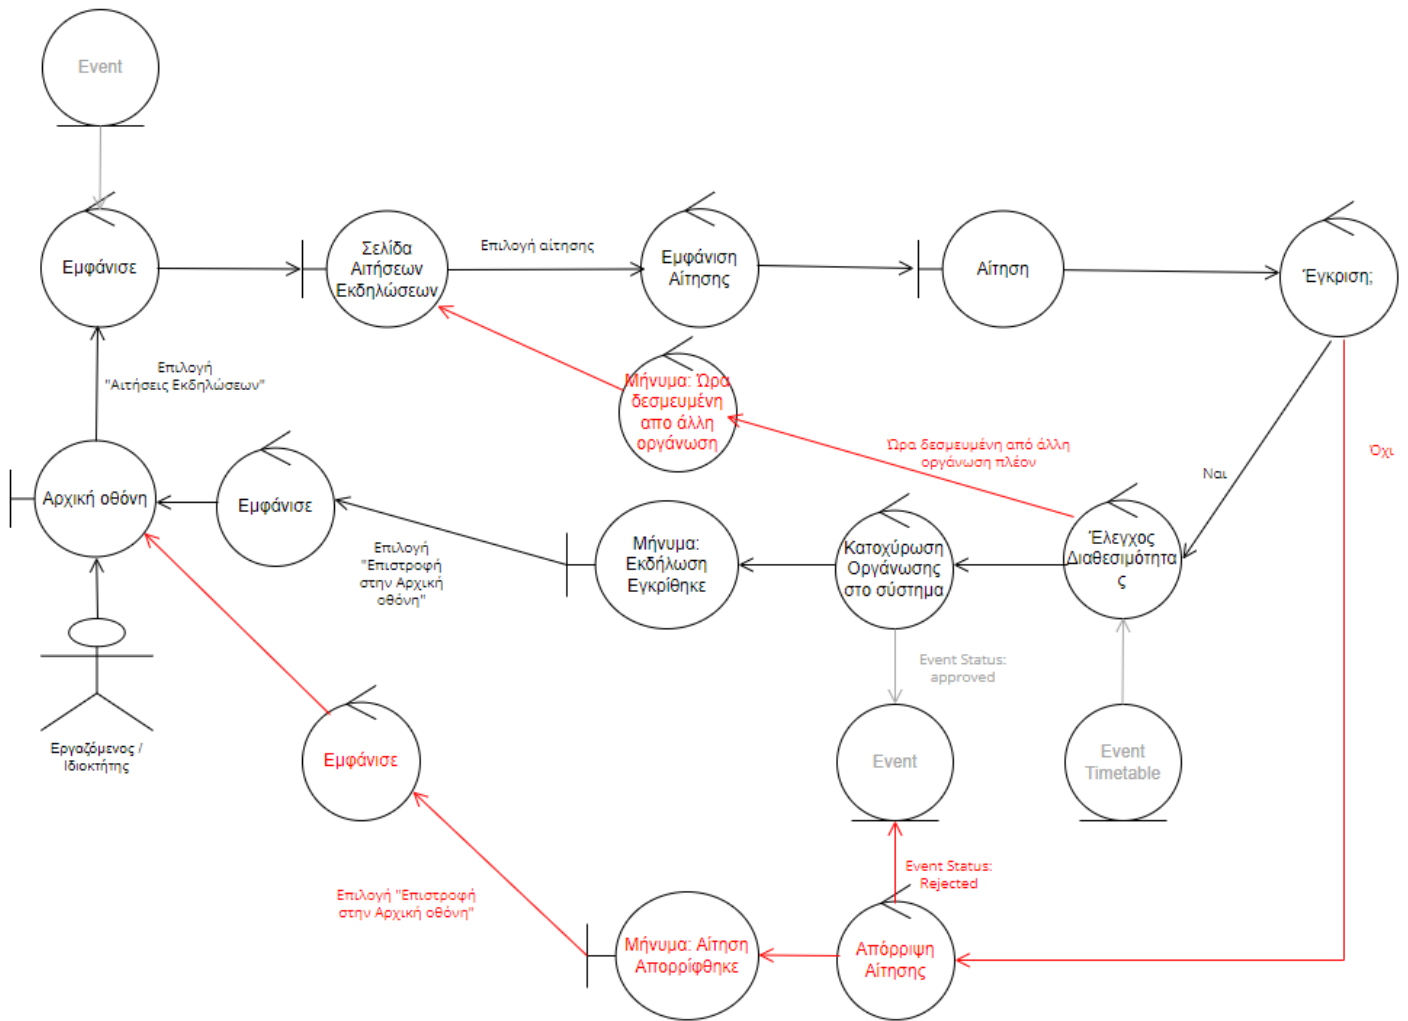 Event
Εμφάνισε
Σελίδα
Αιτήσεων
Εκδηλώσεων
Επιλογή αίτησης
Εμφάνιση
Αίτησης
Αίτηση
Έγκριση;
Επιλογή
"Αιτήσεις Εκδηλώσεων"
Μήνυμα: Ώρα
δεσμευμένη
απο άλλη
οργάνωση
Ώρα δεσμευμένη από άλλη
οργάνωση πλέον
Όχι
Ναι
Αρχική οθόνη
Εμφάνισε
Επιλογή
"Επιστροφή
στην Αρχική
οθόνη"
Μήνυμα:
Εκδήλωση
Εγκρίθηκε
Κατοχύρωση
Οργάνωσης
στο σύστημα
Έλεγχος
Διαθεσιμότητα
ς
Event Status:
approved
Εργαζόμενος /
Ιδιοκτήτης
Εμφάνισε
Event
Event
Timetable
Event Status:
Rejected
Επιλογή "Επιστροφή
στην Αρχική οθόνη"
Μήνυμα: Αίτηση
Απορρίφθηκε
Απόρριψη
Αίτησης